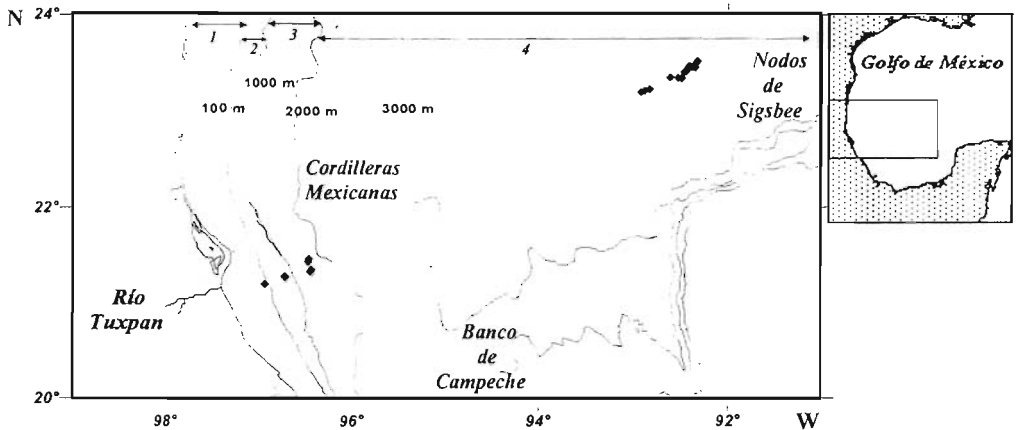 N
24°
1
2
3
4
1000 m
100 m
2000 m
3000 m
Nodos
de
Sigsbee
Golfo de México
Cordilleras
Mexicanas
22°
Río
Tuxpan
Banco
de
Campeche
20°
98°
96°
94°
92°
W